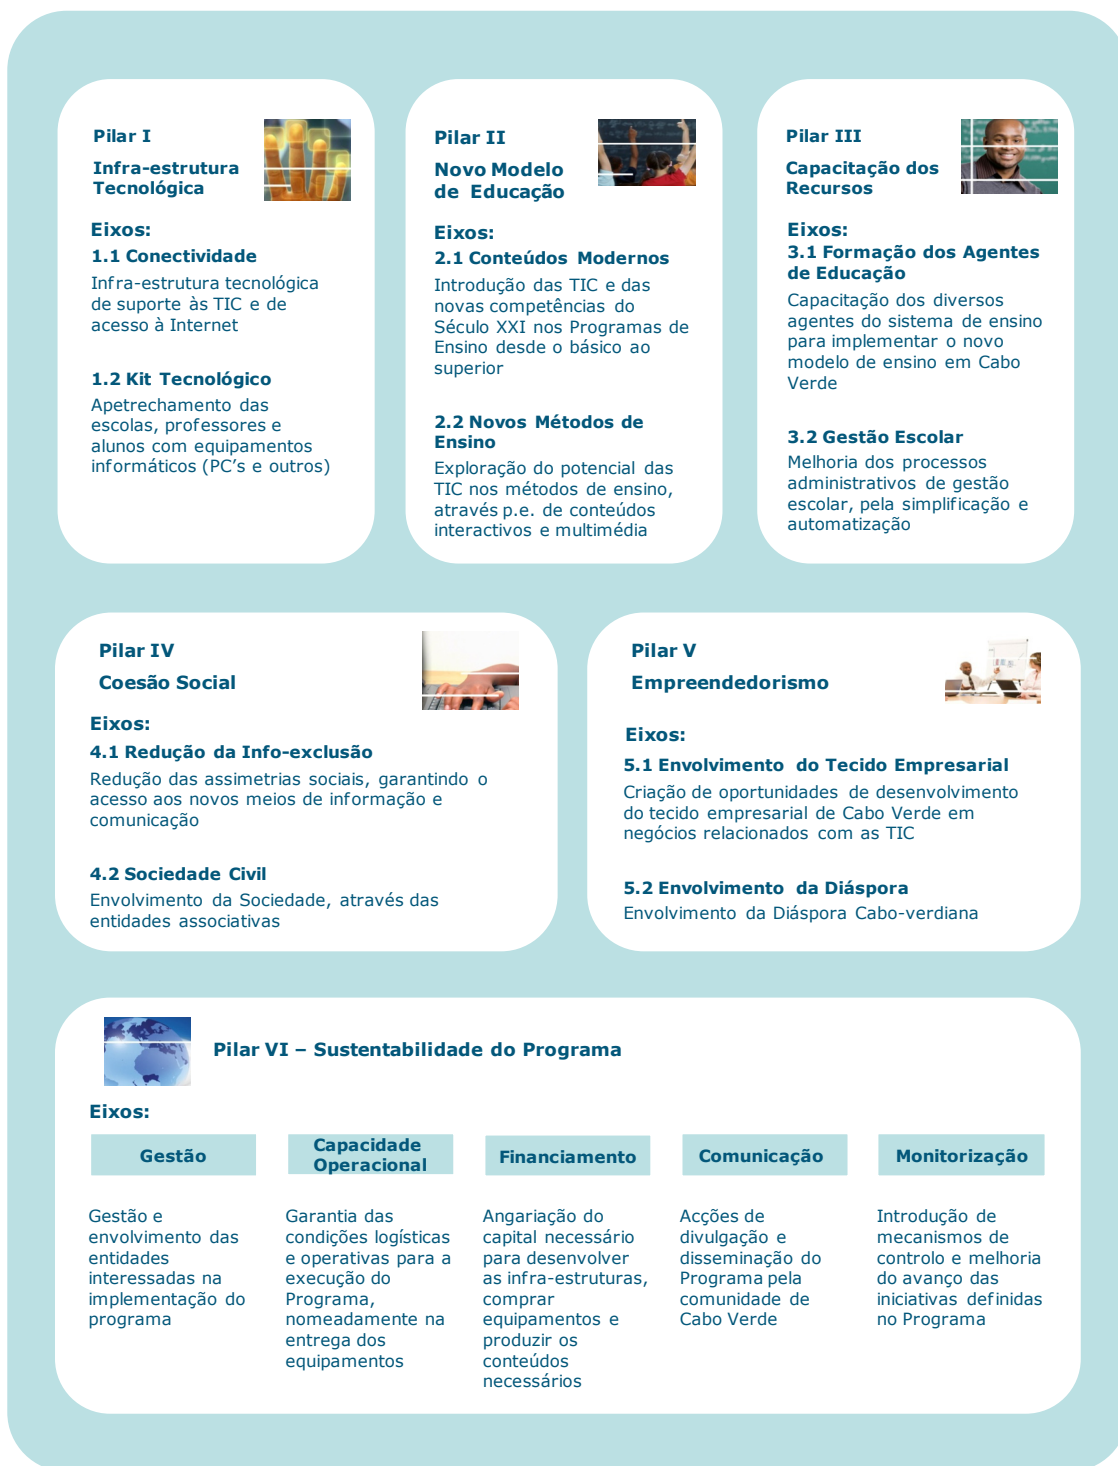 Pilar I
Infra-estrutura
Tecnológica
Eixos:
1.1 Conectividade
Infra-estrutura tecnológica
de suporte às TIC e de
acesso à Internet
1.2 Kit Tecnológico
Apetrechamento das
escolas, professores e
alunos com equipamentos
informáticos (PC's e outros)
Pilar II
Novo Modelo
de Educação
Eixos:
2.1 Conteúdos Modernos
Introdução das TIC e das
novas competências do
Século XXI nos Programas de
Ensino desde o básico ao
superior
2.2 Novos Métodos de
Ensino
Exploração do potencial das
TIC nos métodos de ensino,
através p.e. de conteúdos
interactivos e multimédia
Pilar III
Capacitação dos
Recursos
Eixos:
3.1 Formação dos Agentes
de Educação
Capacitação dos diversos
agentes do sistema de ensino
para implementar o novo
modelo de ensino em Cabo
Verde
3.2 Gestão Escolar
Melhoria dos processos
administrativos de gestão
escolar, pela simplificação e
automatização
Pilar IV
Coesão Social
Eixos:
4.1 Redução da Info-exclusão
Redução das assimetrias sociais, garantindo o
acesso aos novos meios de informação e
comunicação
4.2 Sociedade Civil
Envolvimento da Sociedade, através das
entidades associativas
Pilar V
Empreendedorismo
Eixos:
5.1 Envolvimento do Tecido Empresarial
Criação de oportunidades de desenvolvimento
do tecido empresarial de Cabo Verde em
negócios relacionados com as TIC
5.2 Envolvimento da Diáspora
Envolvimento da Diáspora Cabo-verdiana
Pilar VI – Sustentabilidade do Programa
Eixos:
Gestão
Gestão e
envolvimento das
entidades
interessadas na
implementação do
programa
Capacidade
Operacional
Garantia das
condições logísticas
e operativas para a
execução do
Programa,
nomeadamente na
entrega dos
equipamentos
Financiamento
Angariação do
capital necessário
para desenvolver
as infra-estruturas,
comprar
equipamentos e
produzir os
conteúdos
necessários
Comunicação
Acções de
divulgação e
disseminação do
Programa pela
comunidade de
Cabo Verde
Monitorização
Introdução de
mecanismos de
controlo e melhoria
do avanço das
iniciativas definidas
no Programa